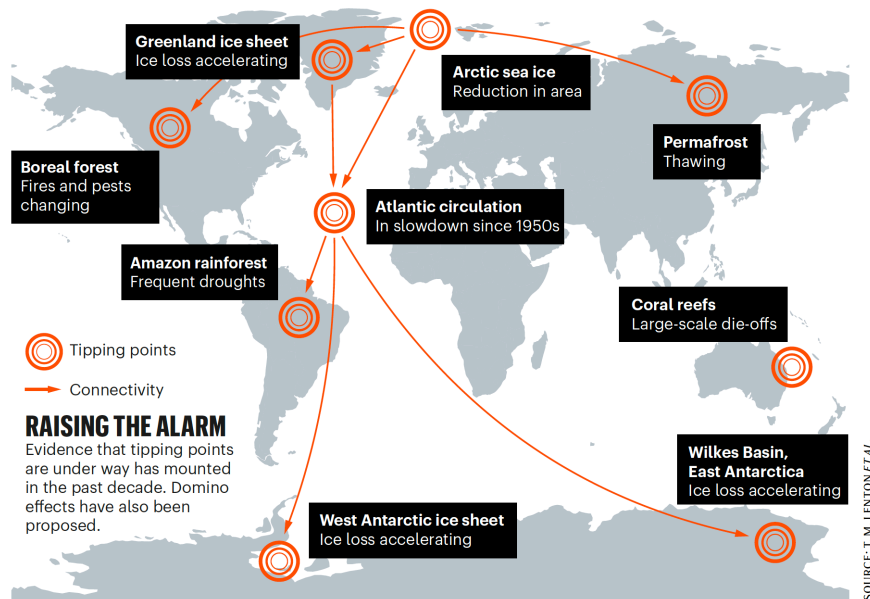 Greenland ice sheet
Ice loss accelerating
Arctic sea ice
Reduction in area
Permafrost
Thawing
Boreal forest
Fires and pests
changing
Atlantic circulation
In slowdown since 1950s
Amazon rainforest
Frequent droughts
Coral reefs
Large-scale die-offs
Tipping points
Connectivity
RAISING THE ALARM
Evidence that tipping points
are under way has mounted
in the past decade. Domino
effects have also been
proposed.
Wilkes Basin,
East Antarctica
Ice loss accelerating
West Antarctic ice sheet
Ice loss accelerating
SOURCE: T. M. LENTON ET AL.